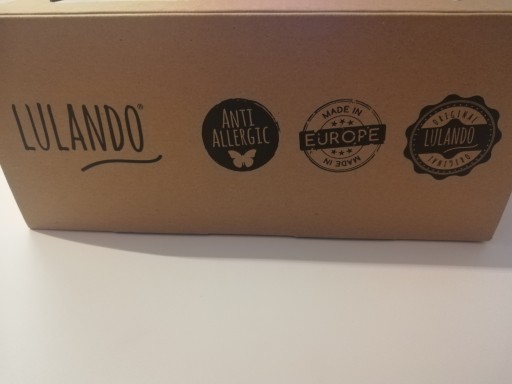 LULANDO®
ANTI
ALLERGIC
MADE IN
EUROPE
MADE IN
ORIGINAL
LULANDO
ORIGINAL